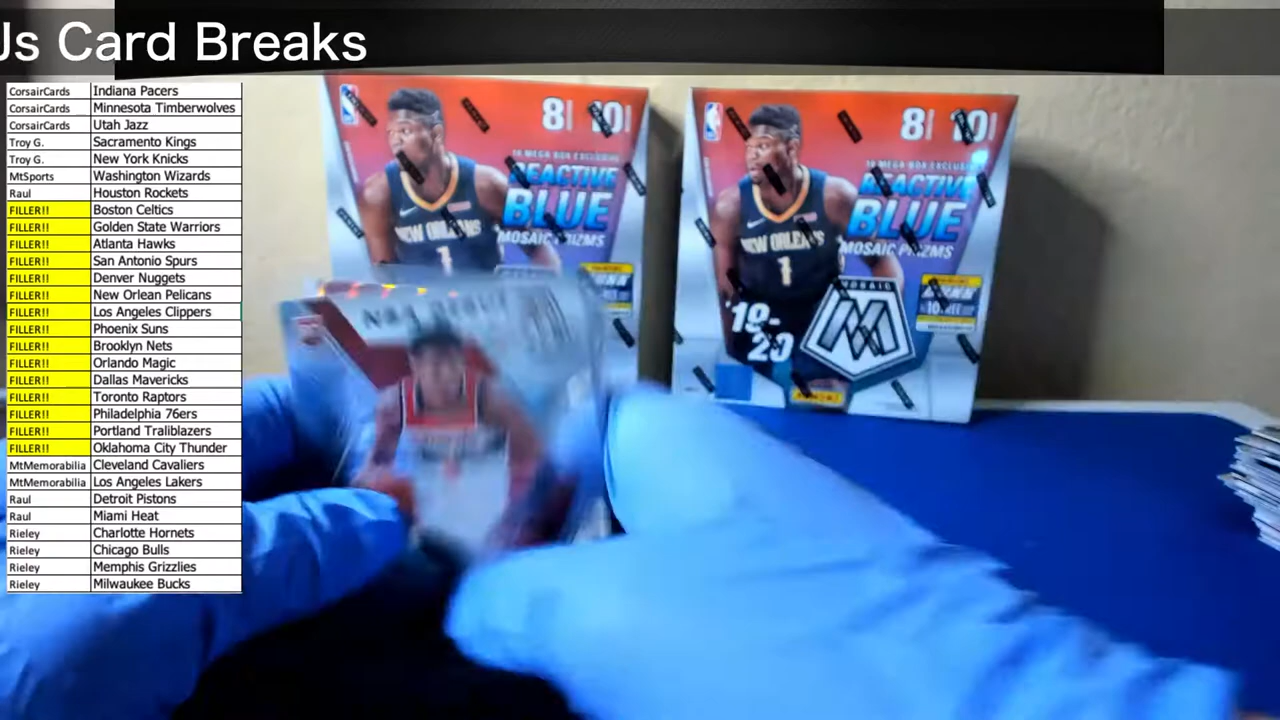 Js Card Breaks
CorsairCards Indiana Pacers
CorsairCards Minnesota Timberwolves
CorsairCards Utah Jazz
Troy G. Sacramento Kings
Troy G. New York Knicks
MtSports Washington Wizards
Raul Houston Rockets
FILLER!! Boston Celtics
FILLER!! Golden State Warriors
FILLER!! Atlanta Hawks
FILLER!! San Antonio Spurs
FILLER!! Denver Nuggets
FILLER!! New Orlean Pelicans
FILLER!! Los Angeles Clippers
FILLER!! Phoenix Suns
FILLER!! Brooklyn Nets
FILLER!! Orlando Magic
FILLER!! Dallas Mavericks
FILLER!! Toronto Raptors
FILLER!! Philadelphia 76ers
FILLER!! Portland Traliblazers
FILLER!! Oklahoma City Thunder
MtMemorabilia Cleveland Cavaliers
MtMemorabilia Los Angeles Lakers
Raul Detroit Pistons
Raul Miami Heat
Rieley Charlotte Hornets
Rieley Chicago Bulls
Rieley Memphis Grizzlies
Rieley Milwaukee Bucks
8 10
REACTIVE
BLUE
MOSAIC PRIZMS
NEW ORLEANS
1
8 10
REACTIVE
BLUE
MOSAIC PRIZMS
NEW ORLEANS
1
'19-
20
MOSAIC
M
NBA